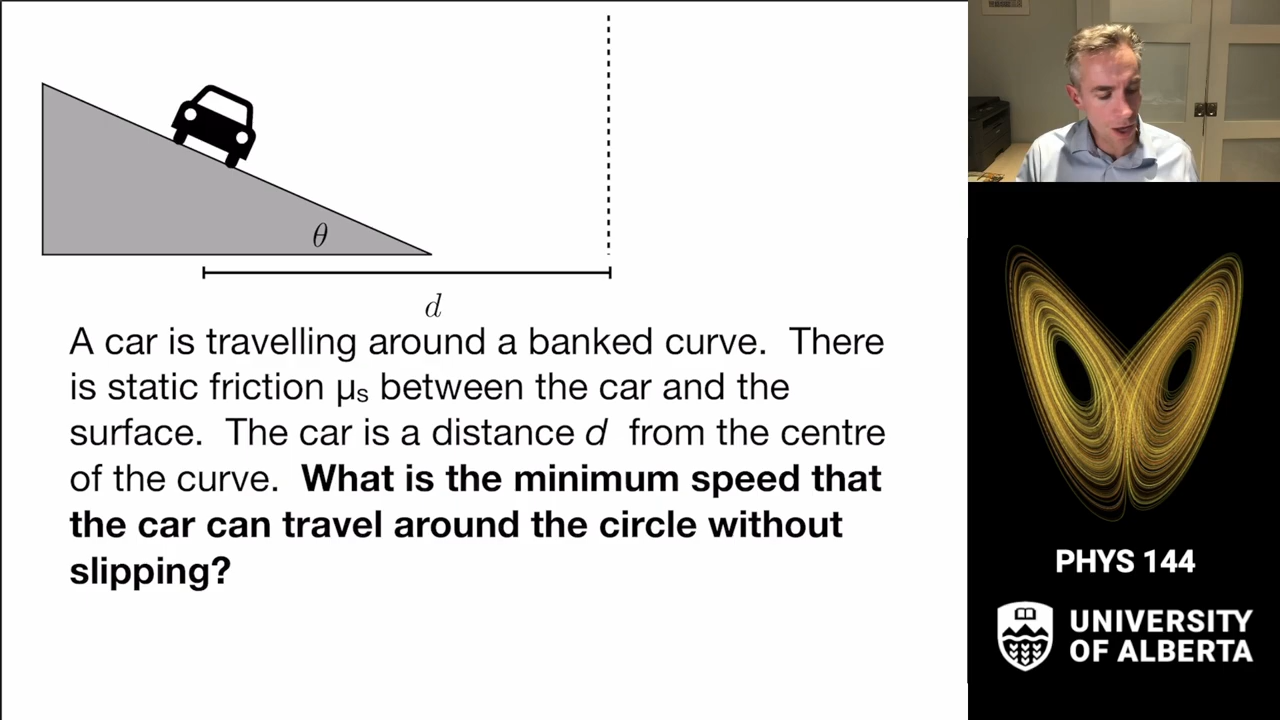 θ
d
A car is travelling around a banked curve.  There
is static friction μₛ between the car and the
surface.  The car is a distance d  from the centre
of the curve.  What is the minimum speed that
the car can travel around the circle without
slipping?
PHYS 144
UNIVERSITY
OF ALBERTA